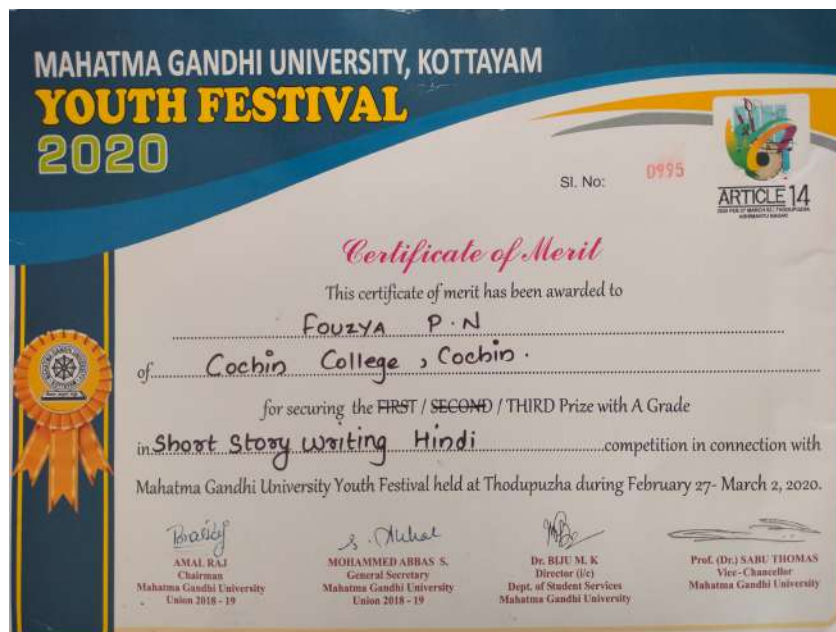 MAHATMA GANDHI UNIVERSITY, KOTTAYAM
YOUTH FESTIVAL
2020
Sl. No: 0995
ARTICLE 14
Certificate of Merit
This certificate of merit has been awarded to
Fouzya P.N
of Cochin College, Cochin.
for securing the FIRST / SECOND / THIRD Prize with A Grade
in Short Story Writing Hindi competition in connection with
Mahatma Gandhi University Youth Festival held at Thodupuzha during February 27- March 2, 2020.
AMAL RAJ
Chairman
Mahatma Gandhi University
Union 2018 - 19
MOHAMMED ABBAS S.
General Secretary
Mahatma Gandhi University
Union 2018 - 19
Dr. BIJU M. K
Director (i/c)
Dept. of Student Services
Mahatma Gandhi University
Prof. (Dr.) SABU THOMAS
Vice-Chancellor
Mahatma Gandhi University